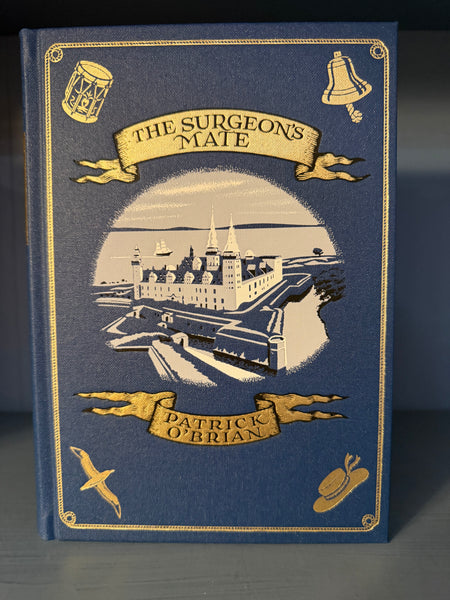 THE SURGEON'S
MATE
PATRICK
O'BRIAN